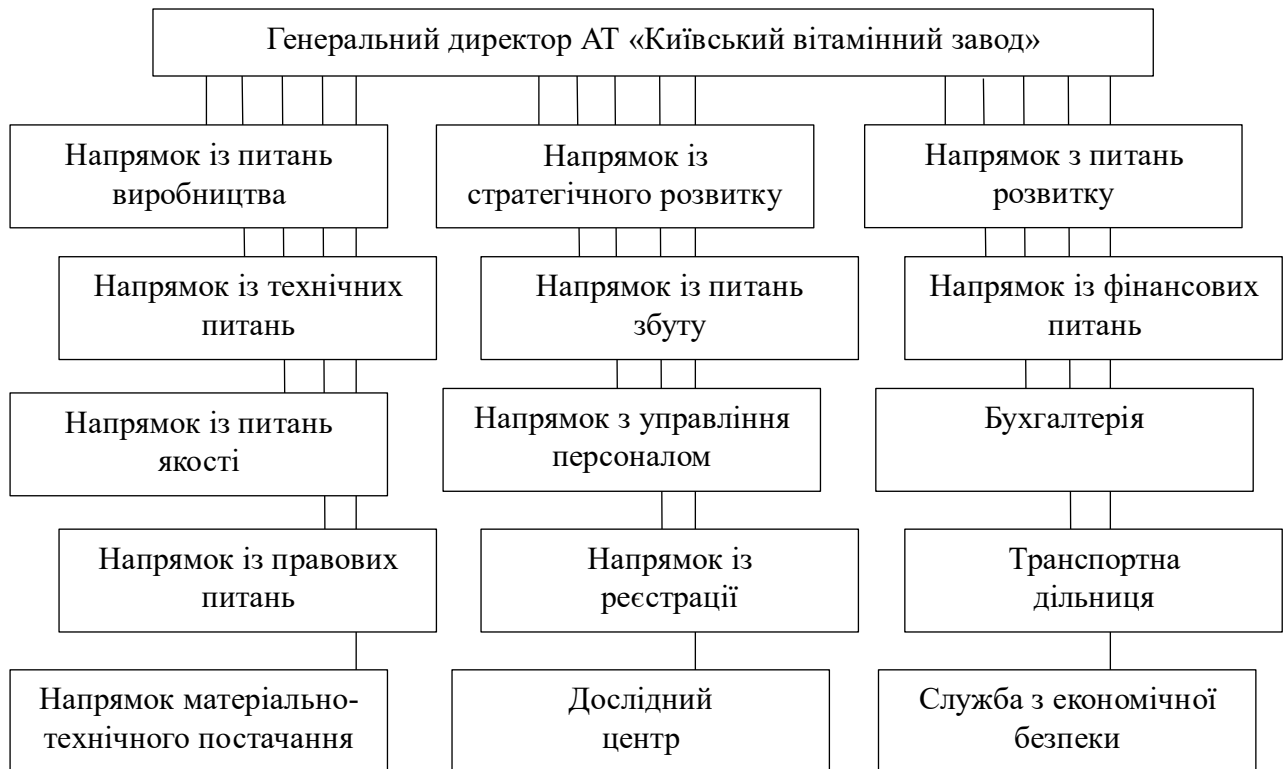 Генеральний директор АТ «Київський вітамінний завод»
Напрямок із питань
виробництва
Напрямок із
стратегічного розвитку
Напрямок з питань
розвитку
Напрямок із технічних
питань
Напрямок із питань
збуту
Напрямок із фінансових
питань
Напрямок із питань
якості
Напрямок з управління
персоналом
Бухгалтерія
Напрямок із правових
питань
Напрямок із
реєстрації
Транспортна
дільниця
Напрямок матеріально-
технічного постачання
Дослідний
центр
Служба з економічної
безпеки